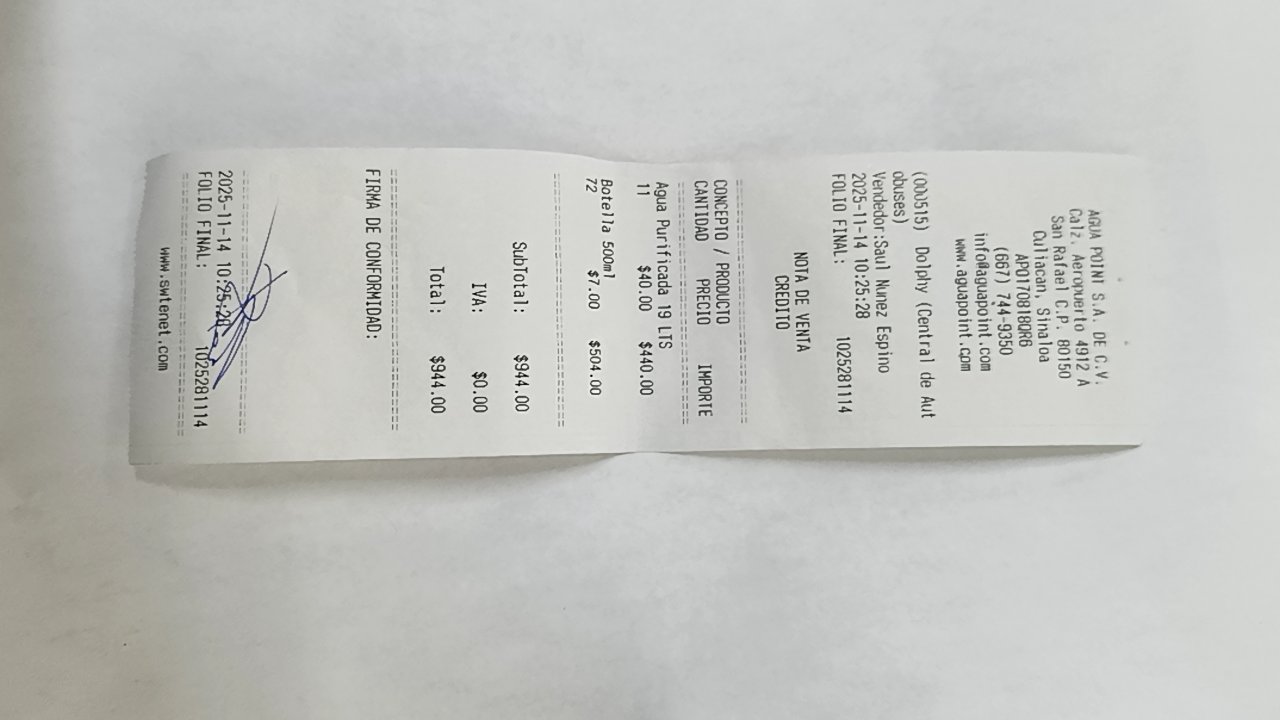 AGUA POINT S.A. DE C.V.
Calz. Aeropuerto 4912 A
San Rafael C.P. 80150
Culiacan, Sinaloa
APO170818QR6
(667) 744-9350
info@aguapoint.com
www.aguapoint.com
(000515) Dolphy (Central de Aut
obuses)
Vendedor:Saul Nunez Espino
2025-11-14 10:25:28
FOLIO FINAL: 1025281114
NOTA DE VENTA
CREDITO
CONCEPTO / PRODUCTO
CANTIDAD PRECIO IMPORTE
Agua Purificada 19 LTS
11 $40.00 $440.00
Botella 500ml
72 $7.00 $504.00
SubTotal: $944.00
IVA: $0.00
Total: $944.00
FIRMA DE CONFORMIDAD:
2025-11-14 10:25:28
FOLIO FINAL: 1025281114
www.swtenet.com